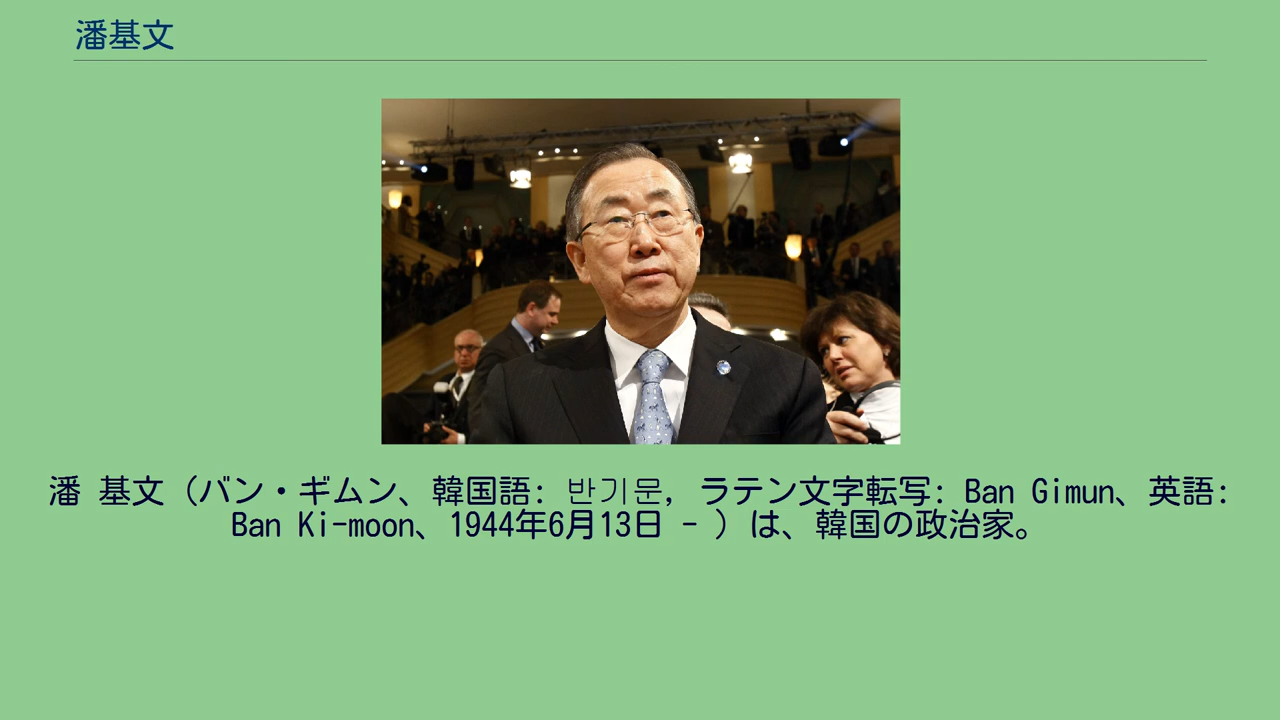 潘基文
潘 基文（バン・ギムン、韓国語: 반기문, ラテン文字転写: Ban Gimun、英語:
Ban Ki-moon、1944年6月13日 - ）は、韓国の政治家。